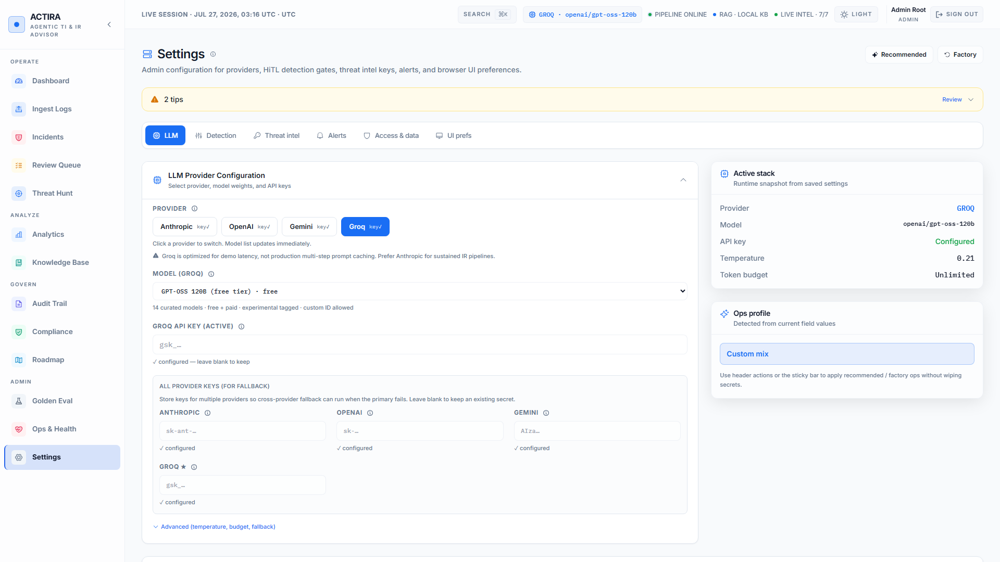 ACTIRA
AGENTIC TI & IR
ADVISOR
OPERATE
Dashboard
Ingest Logs
Incidents
Review Queue
Threat Hunt
ANALYZE
Analytics
Knowledge Base
GOVERN
Audit Trail
Compliance
Roadmap
ADMIN
Golden Eval
Ops & Health
Settings
LIVE SESSION · JUL 27, 2026, 03:16 UTC · UTC
SEARCH ⌘K
GROQ · openai/gpt-oss-120b
PIPELINE ONLINE
RAG · LOCAL KB
LIVE INTEL · 7/7
LIGHT
Admin Root
ADMIN
SIGN OUT
Settings
Admin configuration for providers, HiTL detection gates, threat intel keys, alerts, and browser UI preferences.
Recommended
Factory
2 tips
Review
LLM
Detection
Threat intel
Alerts
Access & data
UI prefs
LLM Provider Configuration
Select provider, model weights, and API keys
PROVIDER
Anthropic key✓
OpenAI key✓
Gemini key✓
Groq key✓
Click a provider to switch. Model list updates immediately.
Groq is optimized for demo latency, not production multi-step prompt caching. Prefer Anthropic for sustained IR pipelines.
MODEL (GROQ)
GPT-OSS 120B (free tier) · free
14 curated models · free + paid · experimental tagged · custom ID allowed
GROQ API KEY (ACTIVE)
gsk_…
✓ configured — leave blank to keep
ALL PROVIDER KEYS (FOR FALLBACK)
Store keys for multiple providers so cross-provider fallback can run when the primary fails. Leave blank to keep an existing secret.
ANTHROPIC
sk-ant-…
✓ configured
OPENAI
sk-…
✓ configured
GEMINI
AIza…
✓ configured
GROQ ★
gsk_…
✓ configured
Advanced (temperature, budget, fallback)
Active stack
Runtime snapshot from saved settings
Provider GROQ
Model openai/gpt-oss-120b
API key Configured
Temperature 0.21
Token budget Unlimited
Ops profile
Detected from current field values
Custom mix
Use header actions or the sticky bar to apply recommended / factory ops without wiping
secrets.